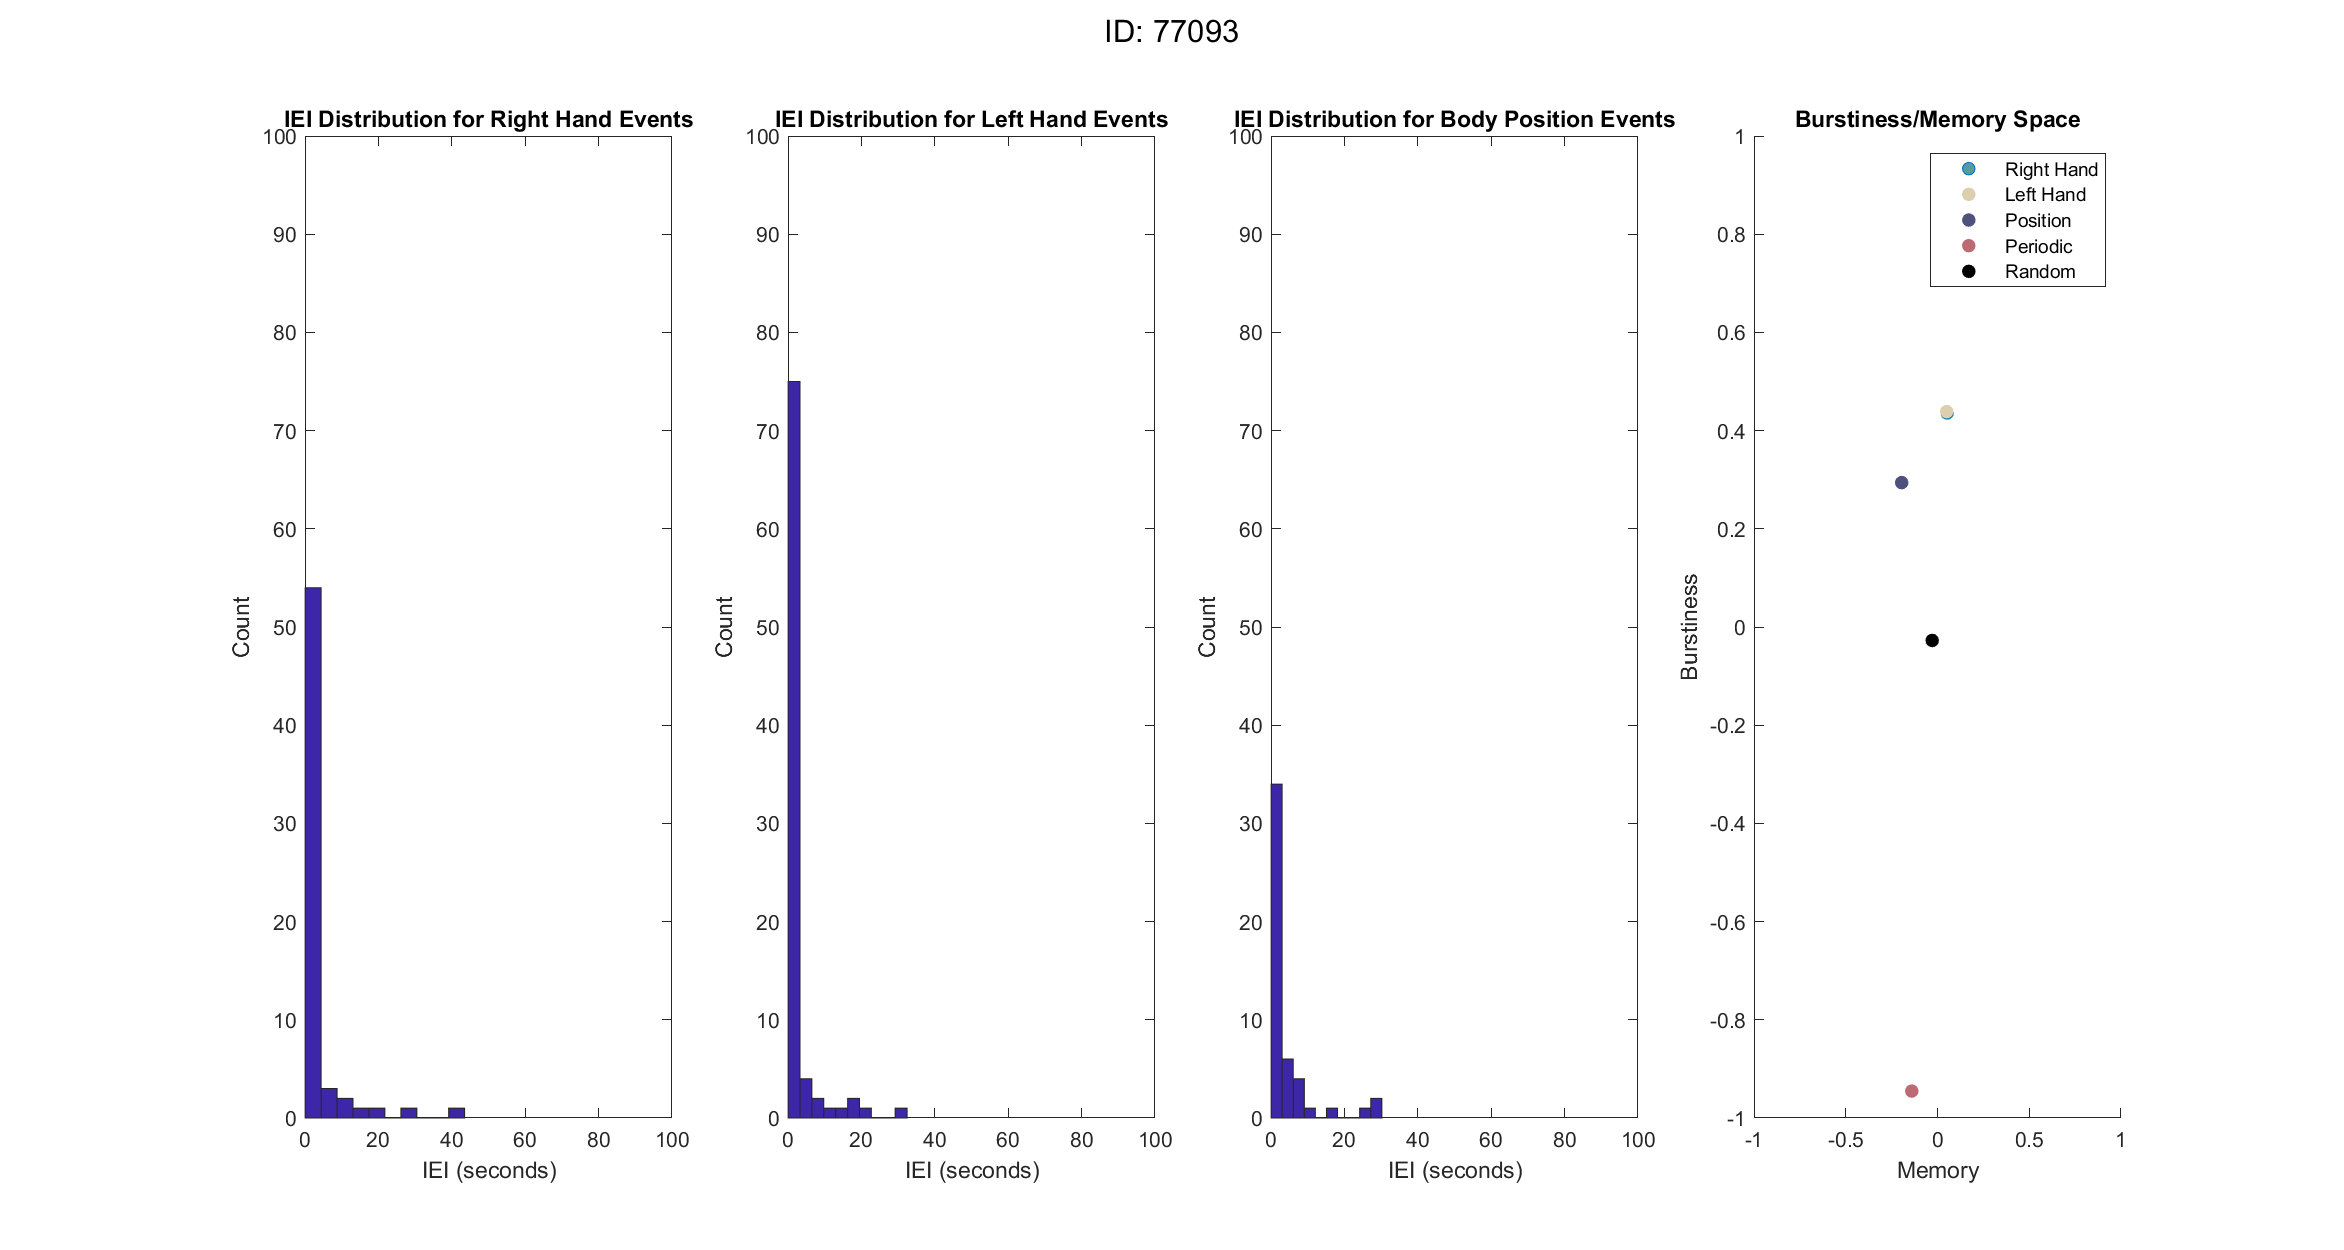 ID: 77093
IEI Distribution for Right Hand Events
100
90
80
70
60
50
40
30
20
10
0
Count
0 20 40 60 80 100
IEI (seconds)
IEI Distribution for Left Hand Events
100
90
80
70
60
50
40
30
20
10
0
Count
0 20 40 60 80 100
IEI (seconds)
IEI Distribution for Body Position Events
100
90
80
70
60
50
40
30
20
10
0
Count
0 20 40 60 80 100
IEI (seconds)
Burstiness/Memory Space
Right Hand
Left Hand
Position
Periodic
Random
1
0.8
0.6
0.4
0.2
0
-0.2
-0.4
-0.6
-0.8
-1
Burstiness
-1 -0.5 0 0.5 1
Memory